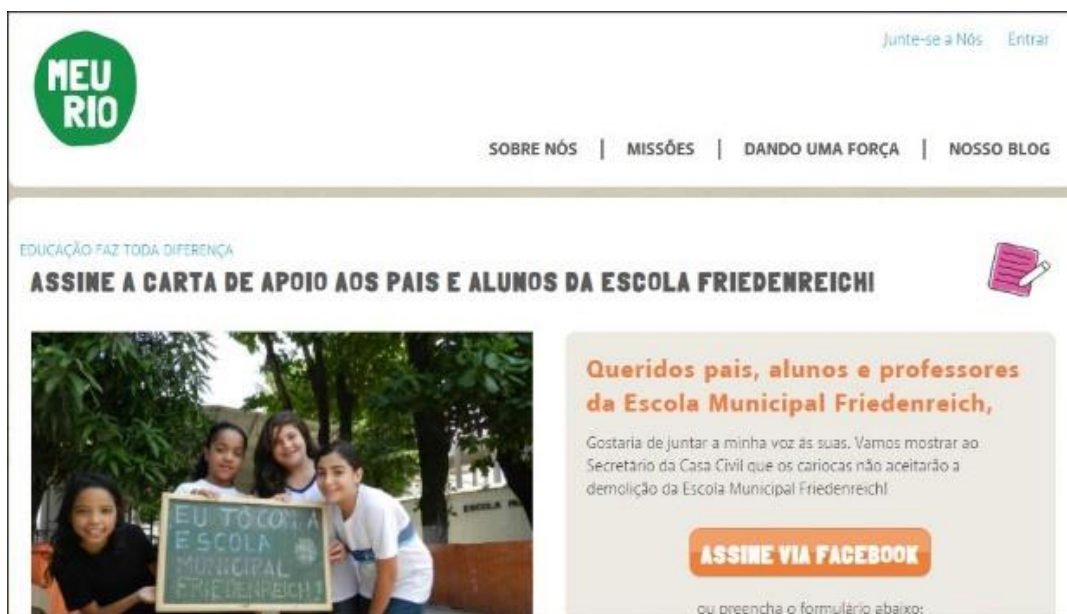 Junte-se a Nós Entrar
MEU
RIO
SOBRE NÓS | MISSÕES | DANDO UMA FORÇA | NOSSO BLOG
EDUCAÇÃO FAZ TODA DIFERENÇA
ASSINE A CARTA DE APOIO AOS PAIS E ALUNOS DA ESCOLA FRIEDENREICH!
EU TÔ COM A
ESCOLA
MUNICIPAL
FRIEDENREICH!
ESCOLA
Queridos pais, alunos e professores
da Escola Municipal Friedenreich,
Gostaria de juntar a minha voz às suas. Vamos mostrar ao
Secretário da Casa Civil que os cariocas não aceitarão a
demolição da Escola Municipal Friedenreich!
ASSINE VIA FACEBOOK
ou preencha o formulário abaixo: